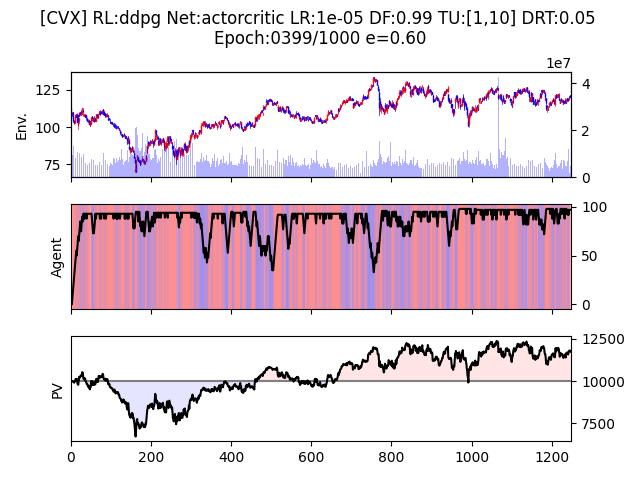 [CVX] RL:ddpg Net:actorcritic LR:1e-05 DF:0.99 TU:[1,10] DRT:0.05
Epoch:0399/1000 e=0.60
1e7
Env.
125
100
75
4
2
0
Agent
100
50
0
PV
12500
10000
7500
0 200 400 600 800 1000 1200